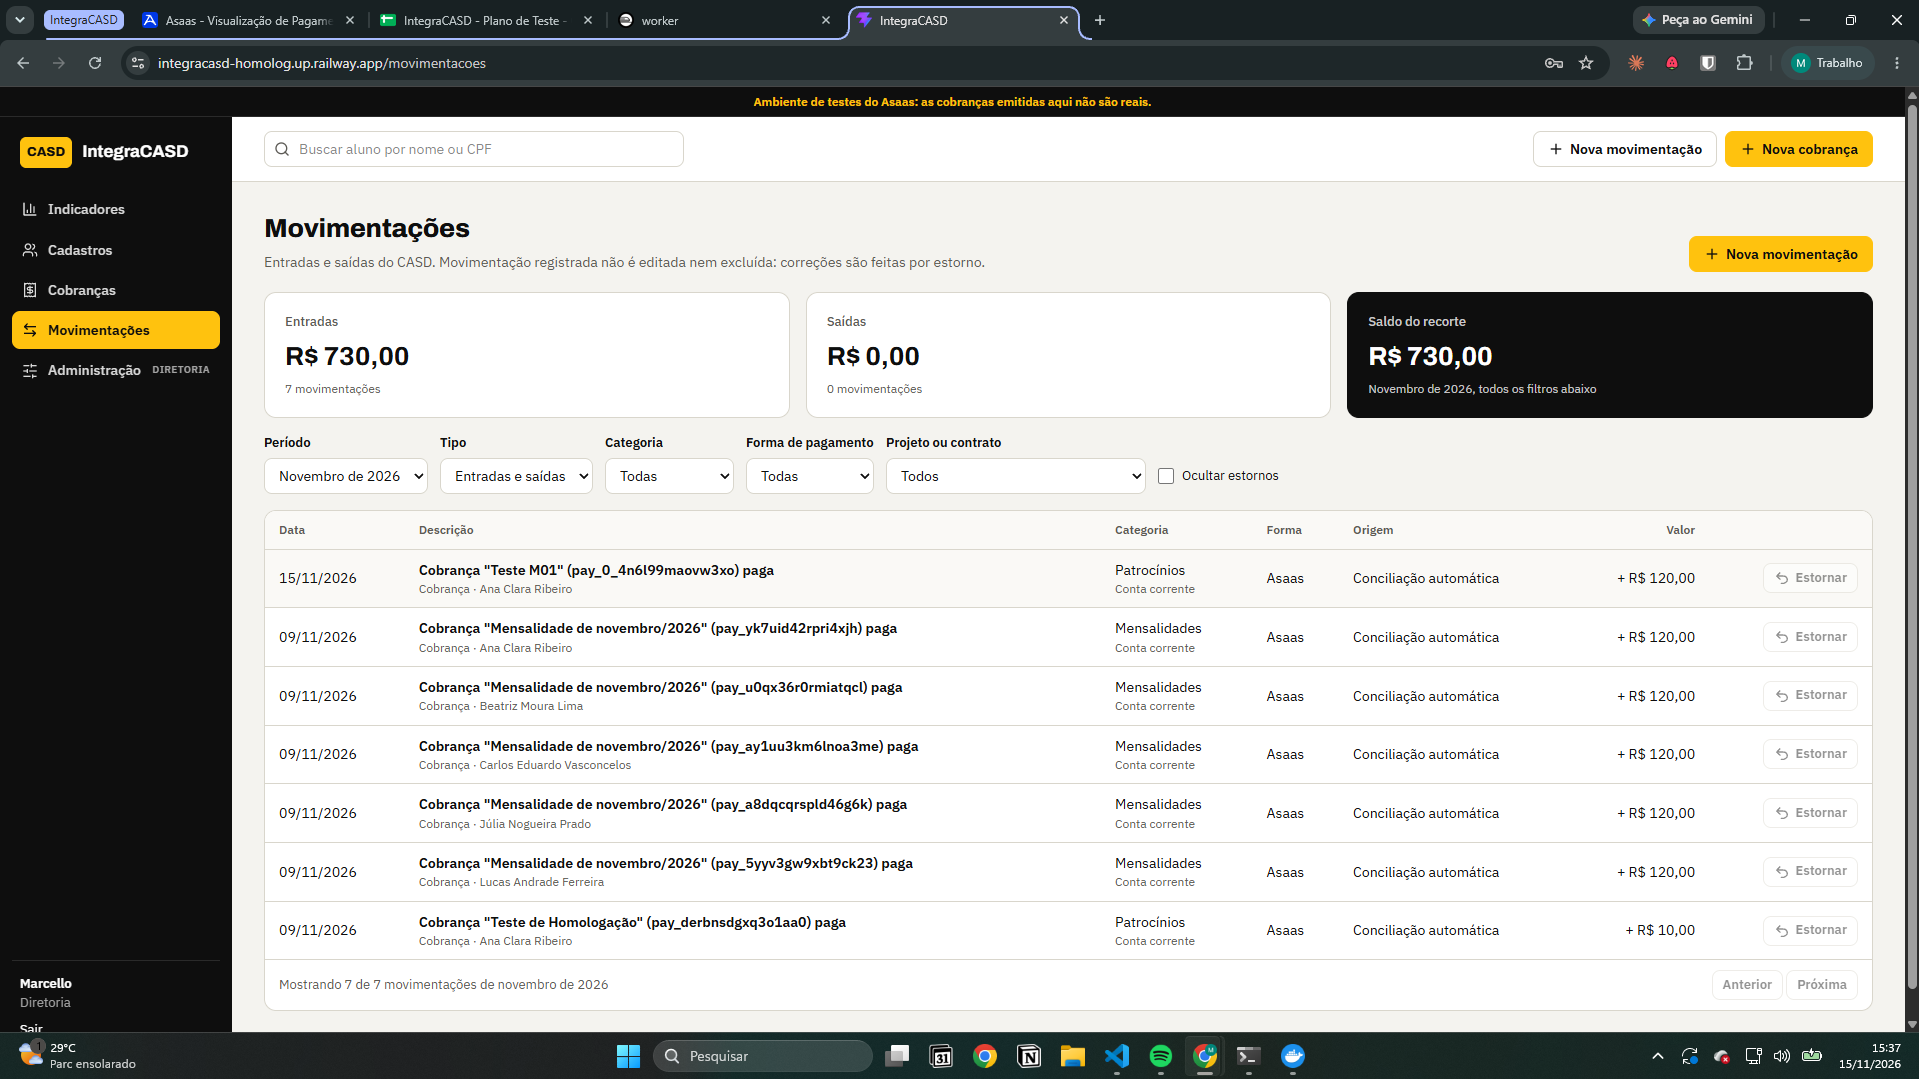 IntegraCASD
Asaas - Visualização de Pagame
IntegraCASD - Plano de Teste -
worker
IntegraCASD
Peça ao Gemini
integracasd-homolog.up.railway.app/movimentacoes
M
Trabalho
Ambiente de testes do Asaas: as cobranças emitidas aqui não são reais.
CASD
IntegraCASD
Buscar aluno por nome ou CPF
+ Nova movimentação
+ Nova cobrança
Indicadores
Cadastros
Cobranças
Movimentações
Administração
DIRETORIA
Movimentações
Entradas e saídas do CASD. Movimentação registrada não é editada nem excluída: correções são feitas por estorno.
+ Nova movimentação
Entradas
R$ 730,00
7 movimentações
Saídas
R$ 0,00
0 movimentações
Saldo do recorte
R$ 730,00
Novembro de 2026, todos os filtros abaixo
Período
Tipo
Categoria
Forma de pagamento
Projeto ou contrato
Novembro de 2026
Entradas e saídas
Todas
Todas
Todos
Ocultar estornos
Data Descrição Categoria Forma Origem Valor
15/11/2026 Cobrança "Teste M01" (pay_0_4n6l99maovw3xo) paga Patrocínios Asaas Conciliação automática + R$ 120,00 Estornar
Cobrança · Ana Clara Ribeiro Conta corrente
09/11/2026 Cobrança "Mensalidade de novembro/2026" (pay_yk7uid42rpri4xjh) paga Mensalidades Asaas Conciliação automática + R$ 120,00 Estornar
Cobrança · Ana Clara Ribeiro Conta corrente
09/11/2026 Cobrança "Mensalidade de novembro/2026" (pay_u0qx36r0rmiatqcl) paga Mensalidades Asaas Conciliação automática + R$ 120,00 Estornar
Cobrança · Beatriz Moura Lima Conta corrente
09/11/2026 Cobrança "Mensalidade de novembro/2026" (pay_ay1uu3km6lnoa3me) paga Mensalidades Asaas Conciliação automática + R$ 120,00 Estornar
Cobrança · Carlos Eduardo Vasconcelos Conta corrente
09/11/2026 Cobrança "Mensalidade de novembro/2026" (pay_a8dqcqrspld46g6k) paga Mensalidades Asaas Conciliação automática + R$ 120,00 Estornar
Cobrança · Júlia Nogueira Prado Conta corrente
09/11/2026 Cobrança "Mensalidade de novembro/2026" (pay_5yyv3gw9xbt9ck23) paga Mensalidades Asaas Conciliação automática + R$ 120,00 Estornar
Cobrança · Lucas Andrade Ferreira Conta corrente
09/11/2026 Cobrança "Teste de Homologação" (pay_derbnsdgxq3o1aa0) paga Patrocínios Asaas Conciliação automática + R$ 10,00 Estornar
Cobrança · Ana Clara Ribeiro Conta corrente
Mostrando 7 de 7 movimentações de novembro de 2026
Anterior
Próxima
Marcello
Diretoria
Sair
1
29°C
Parc ensolarado
Pesquisar
31
15:37
15/11/2026